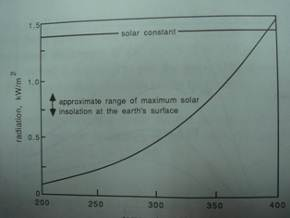 1.5
solar constant
radiation, kW/m²
1.0
approximate range of maximum solar
insolation at the earth's surface
0.5
0
200 250 300 350 400